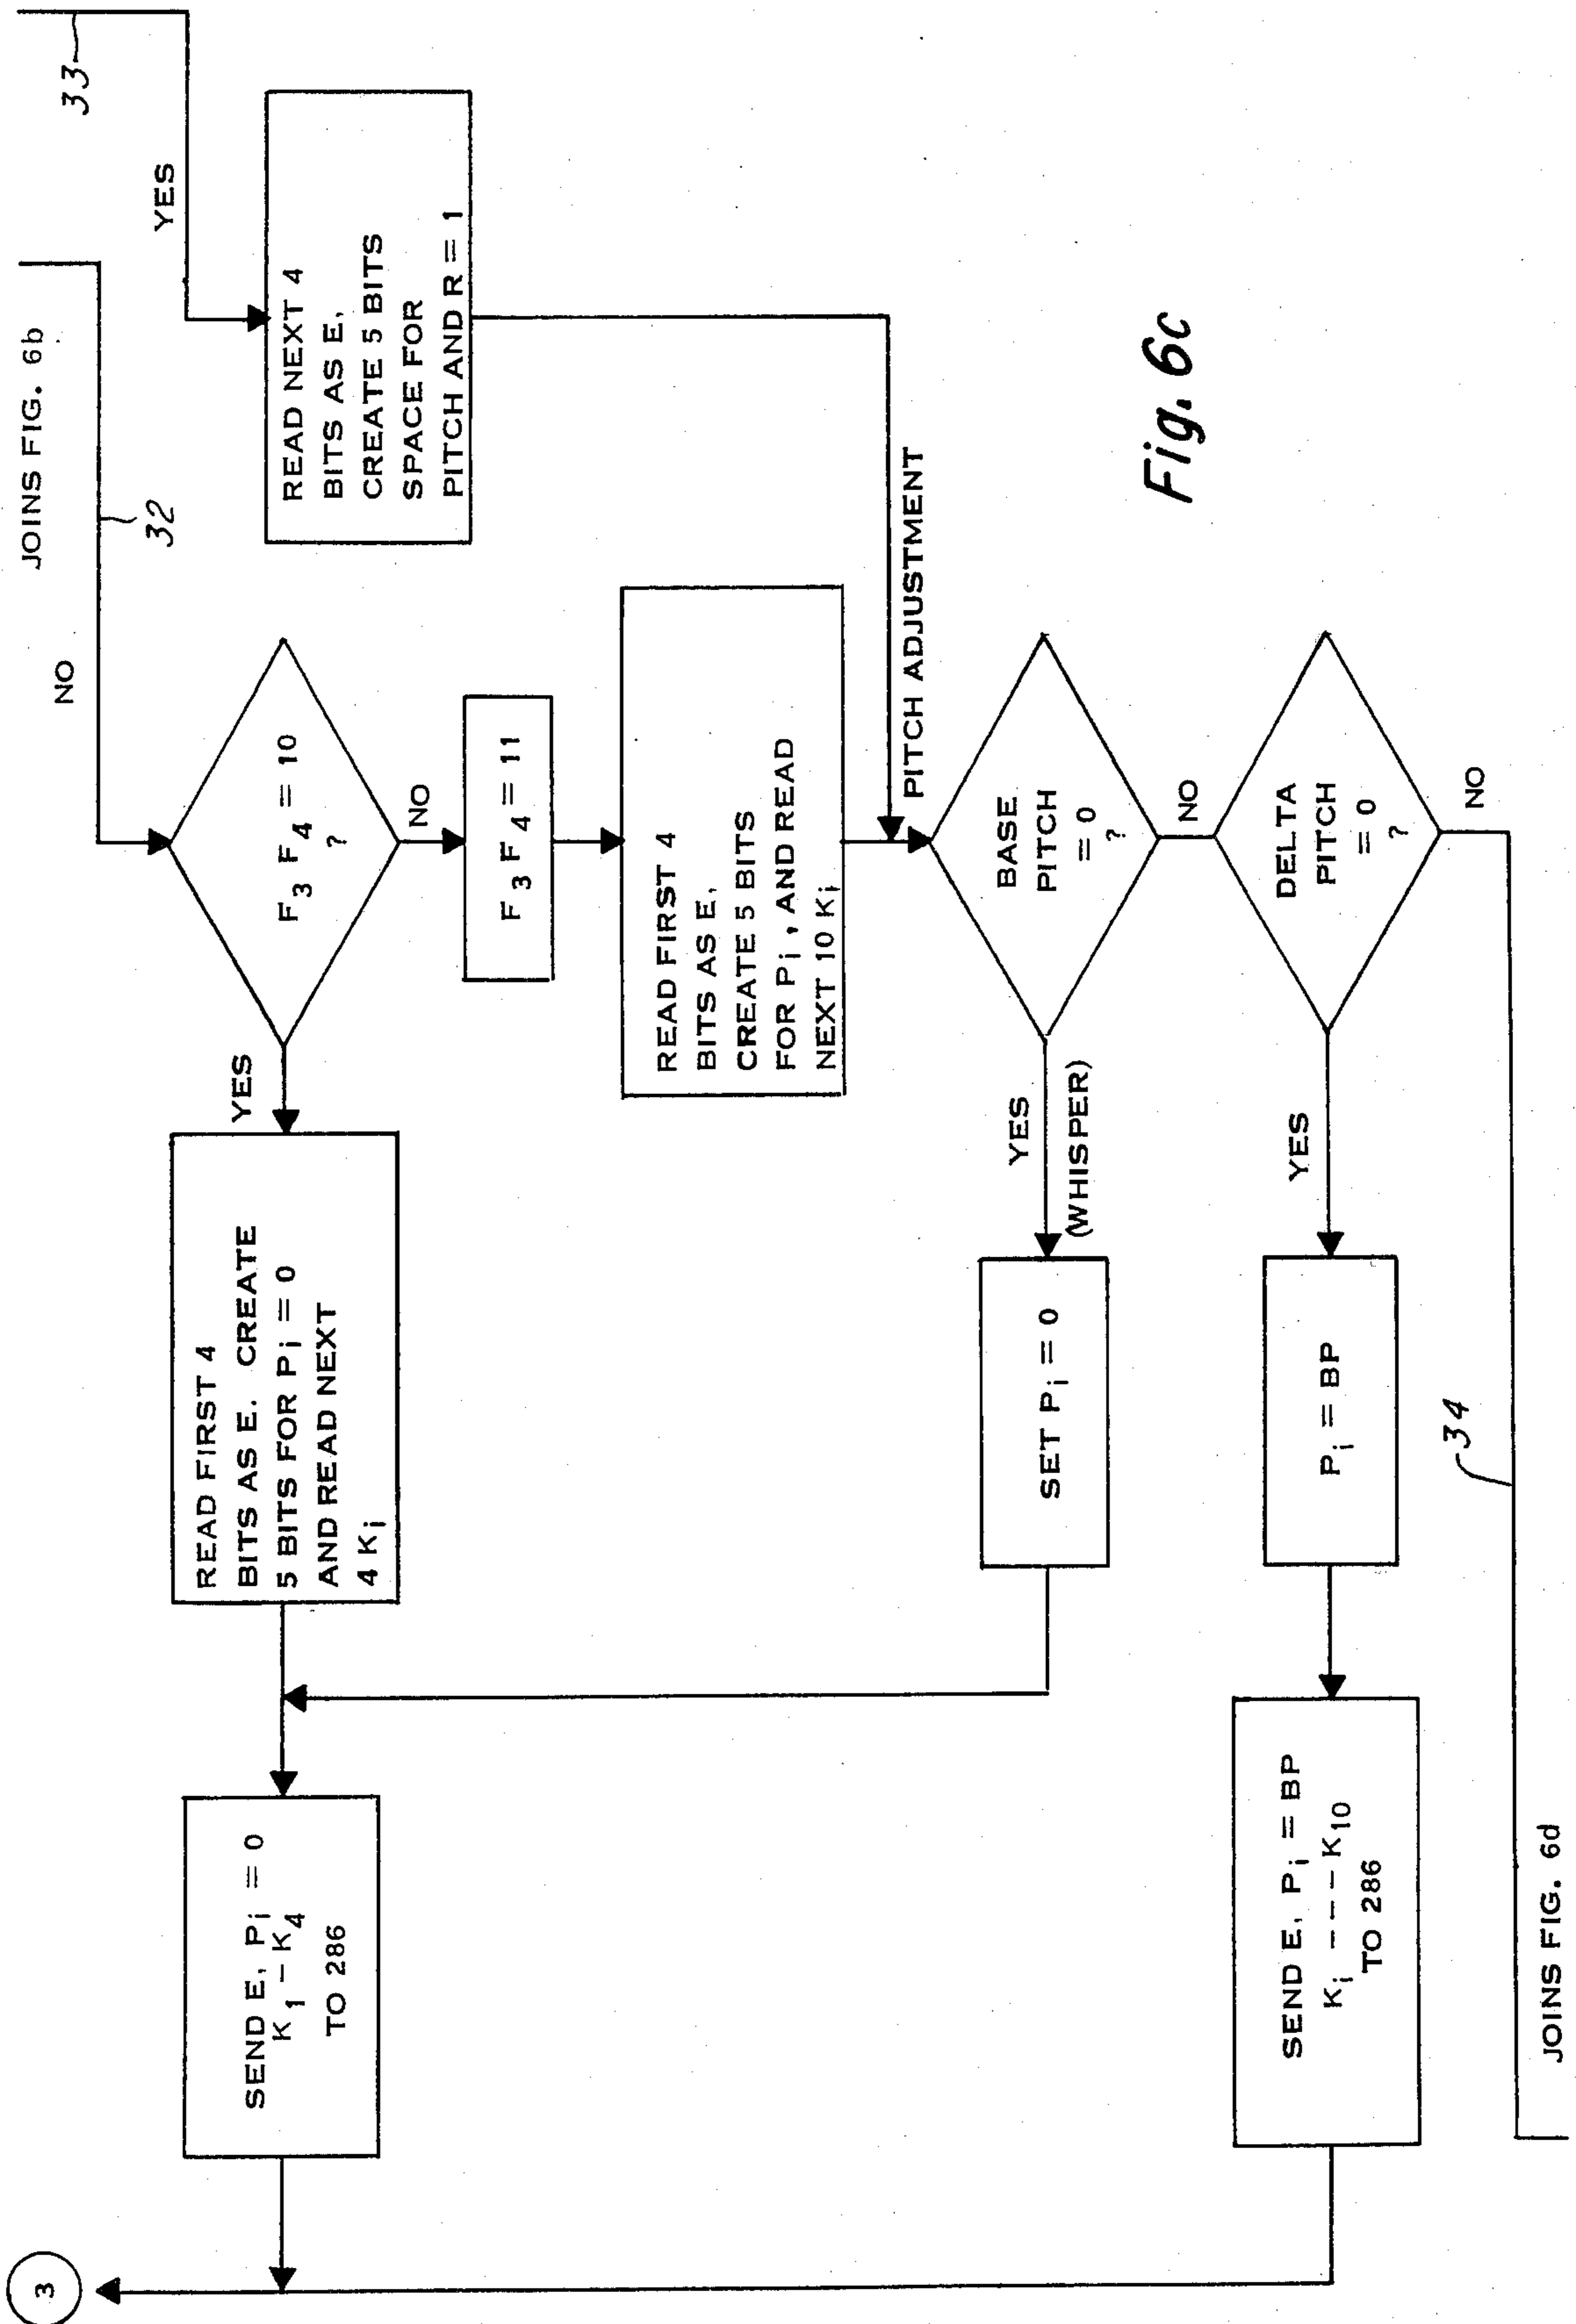 JOINS FIG. 6b
33
32
NO
YES
F3 F4 = 10
?
YES
NO
READ FIRST 4
BITS AS E. CREATE
5 BITS FOR Pi = 0
AND READ NEXT
4 Ki
SEND E, Pi = 0
K1 – K4
TO 286
3
READ NEXT 4
BITS AS E,
CREATE 5 BITS
SPACE FOR
PITCH AND R = 1
F3 F4 = 11
READ FIRST 4
BITS AS E,
CREATE 5 BITS
FOR Pi, AND READ
NEXT 10 Ki
PITCH ADJUSTMENT
BASE
PITCH
= 0
?
YES
(WHISPER)
NO
SET Pi = 0
DELTA
PITCH
= 0
?
YES
NO
Pi = BP
SEND E, Pi = BP
Ki --- K10
TO 286
34
JOINS FIG. 6d
Fig. 6c